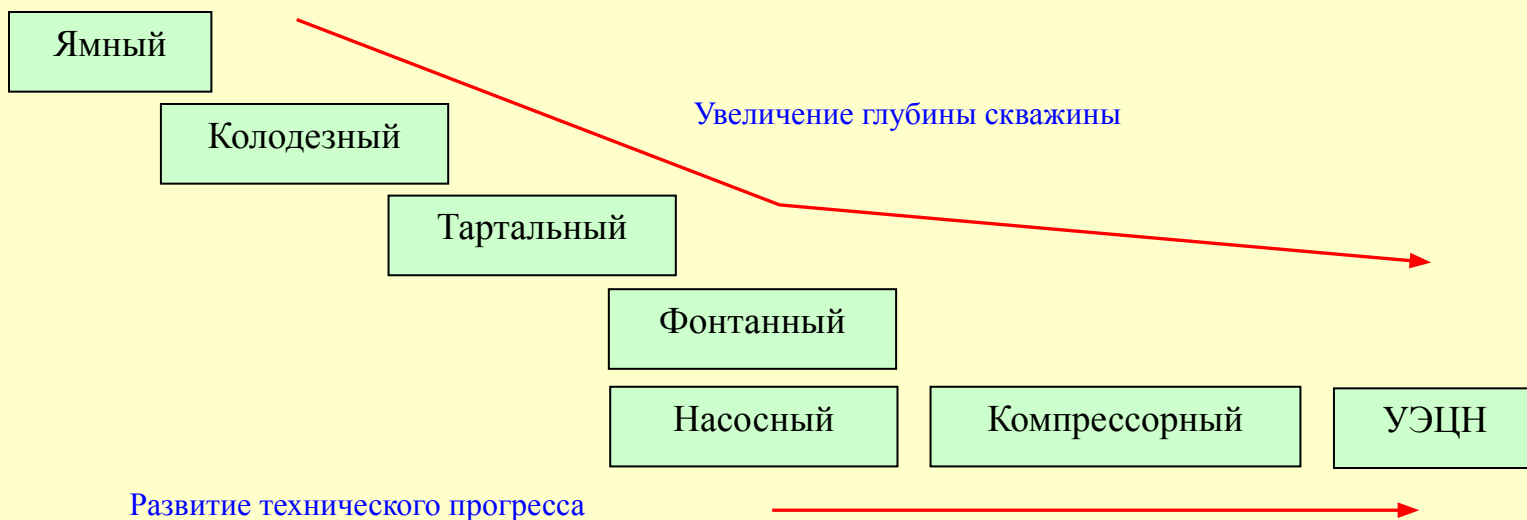 Ямный
Колодезный
Увеличение глубины скважины
Тартальный
Фонтанный
Насосный
Компрессорный
УЭЦН
Развитие технического прогресса